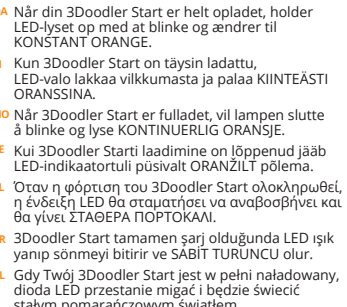 DA Når din 3Doodler Start er helt opladet, holder
LED-lyset op med at blinke og ændrer til
KONSTANT ORANGE.
Kun 3Doodler Start on täysin ladattu,
LED-valo lakkaa vilkkumasta ja palaa KIINTEÄSTI
ORANSSINA.
NO Når 3Doodler Start er fulladet, vil lampen slutte
å blinke og lyse KONTINUERLIG ORANSJE.
E Kui 3Doodler Starti laadimine on lõppenud jääb
LED-indikaatortuli püsivalt ORANŽILT põlema.
L Όταν η φόρτιση του 3Doodler Start ολοκληρωθεί,
η ένδειξη LED θα σταματήσει να αναβοσβήνει και
θα γίνει ΣΤΑΘΕΡΑ ΠΟΡΤΟΚΑΛΙ.
R 3Doodler Start tamamen şarj olduğunda LED ışık
yanıp sönmeyi bitirir ve SABİT TURUNCU olur.
L Gdy Twój 3Doodler Start jest w pełni naładowany,
dioda LED przestanie migać i będzie świecić
stałym pomarańczowym światłem